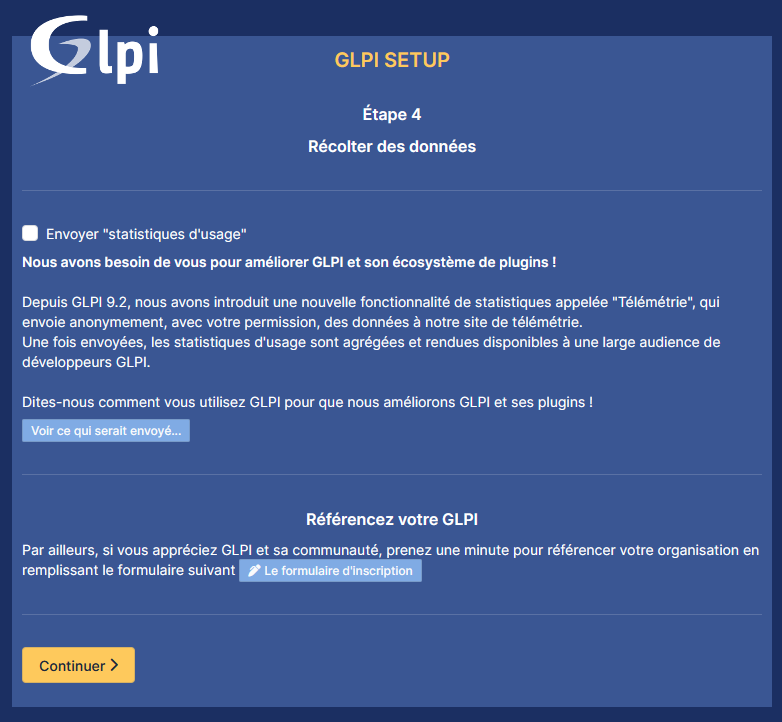 Glpi
GLPI SETUP
Étape 4
Récolter des données
Envoyer "statistiques d'usage"
Nous avons besoin de vous pour améliorer GLPI et son écosystème de plugins !
Depuis GLPI 9.2, nous avons introduit une nouvelle fonctionnalité de statistiques appelée "Télémétrie", qui
envoie anonymement, avec votre permission, des données à notre site de télémétrie.
Une fois envoyées, les statistiques d'usage sont agrégées et rendues disponibles à une large audience de
développeurs GLPI.
Dites-nous comment vous utilisez GLPI pour que nous améliorons GLPI et ses plugins !
Voir ce qui serait envoyé...
Référencez votre GLPI
Par ailleurs, si vous appréciez GLPI et sa communauté, prenez une minute pour référencer votre organisation en
remplissant le formulaire suivant Le formulaire d'inscription
Continuer